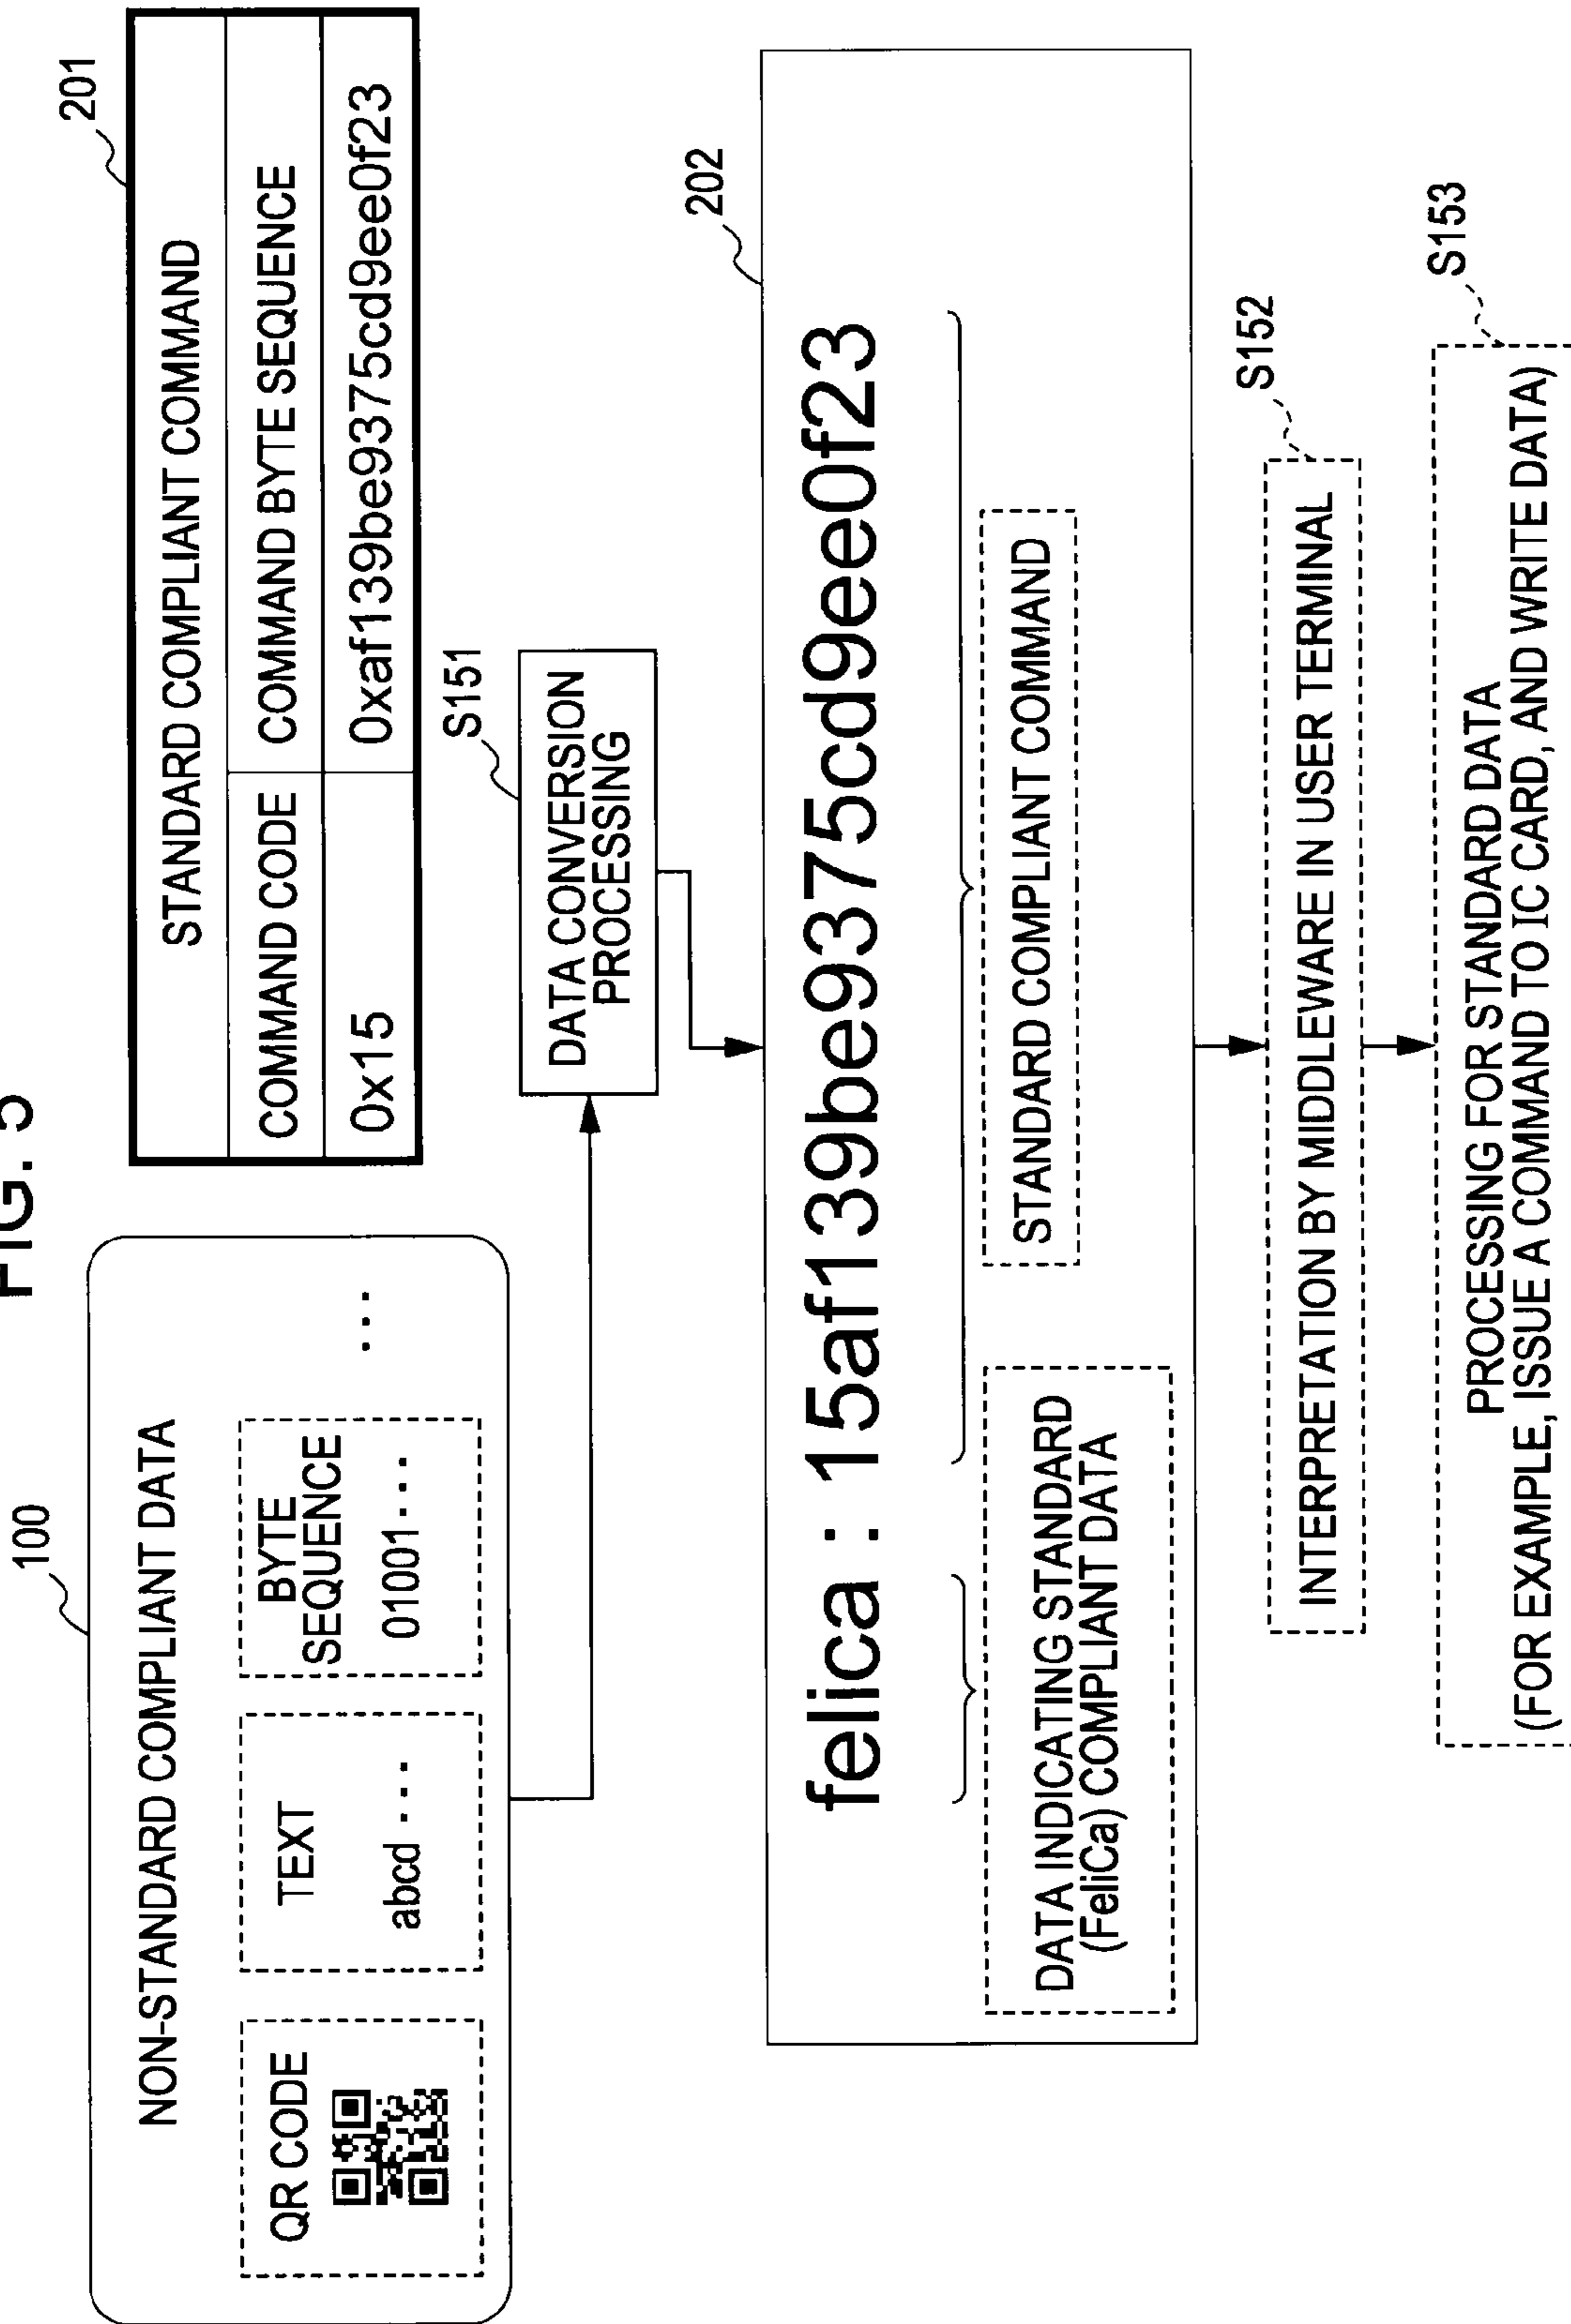 FIG. 5
100
NON-STANDARD COMPLIANT DATA
QR CODE
TEXT
abcd ···
BYTE
SEQUENCE
01001···
···
201
STANDARD COMPLIANT COMMAND
COMMAND CODE
COMMAND BYTE SEQUENCE
0x15
0xaf139be9375cd9ee0f23
S151
DATA CONVERSION
PROCESSING
202
felica : 15af139be9375cd9ee0f23
DATA INDICATING STANDARD
(FeliCa) COMPLIANT DATA
STANDARD COMPLIANT COMMAND
S152
INTERPRETATION BY MIDDLEWARE IN USER TERMINAL
S153
PROCESSING FOR STANDARD DATA
(FOR EXAMPLE, ISSUE A COMMAND TO IC CARD, AND WRITE DATA)